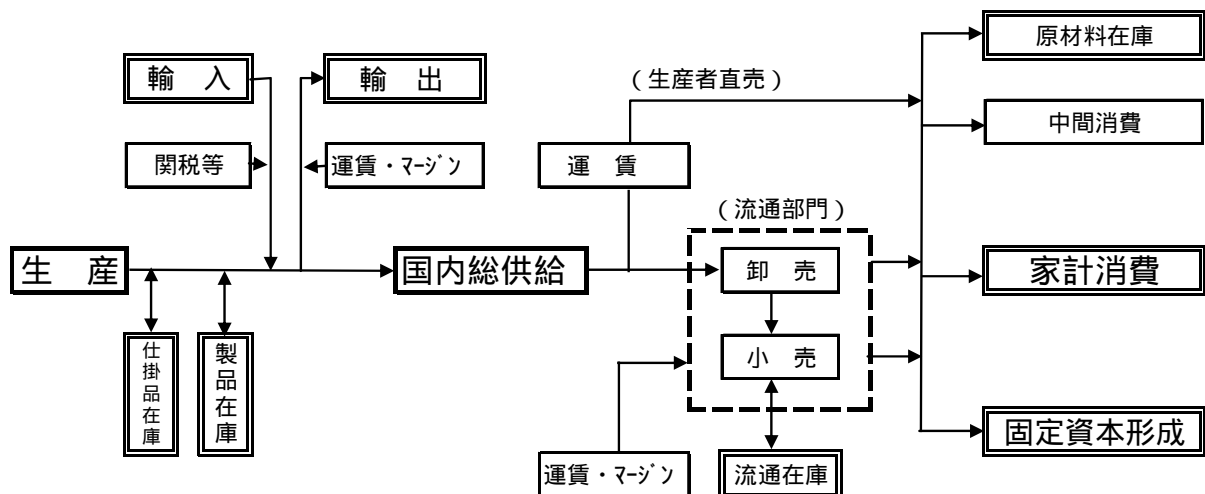 原材料在庫
輸　入
輸　出
（生産者直売）
中間消費
関税等
運賃・ﾏｰｼﾞﾝ
運　賃
（流通部門）
生　産
国内総供給
卸　売
家計消費
仕掛品在庫
製品在庫
小　売
固定資本形成
運賃・ﾏｰｼﾞﾝ
流通在庫